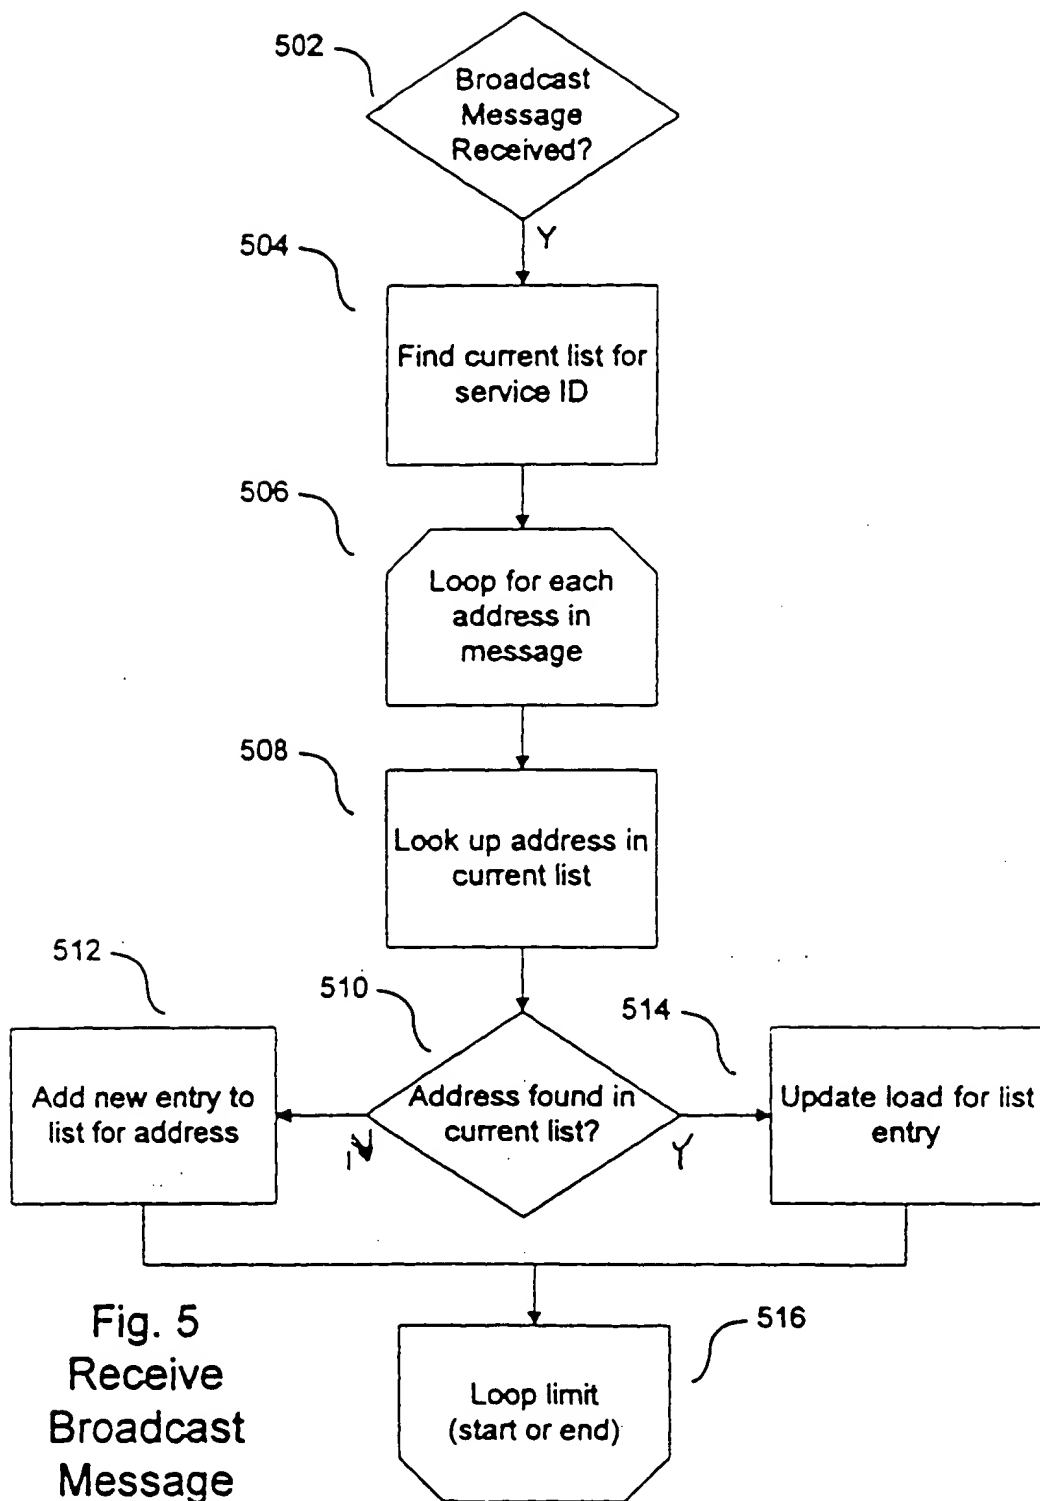 502
Broadcast
Message
Received?
Y
504
Find current list for
service ID
506
Loop for each
address in
message
508
Look up address in
current list
512
510
514
Add new entry to
list for address
Address found in
current list?
Update load for list
entry
N
Y
516
Loop limit
(start or end)
Fig. 5
Receive
Broadcast
Message